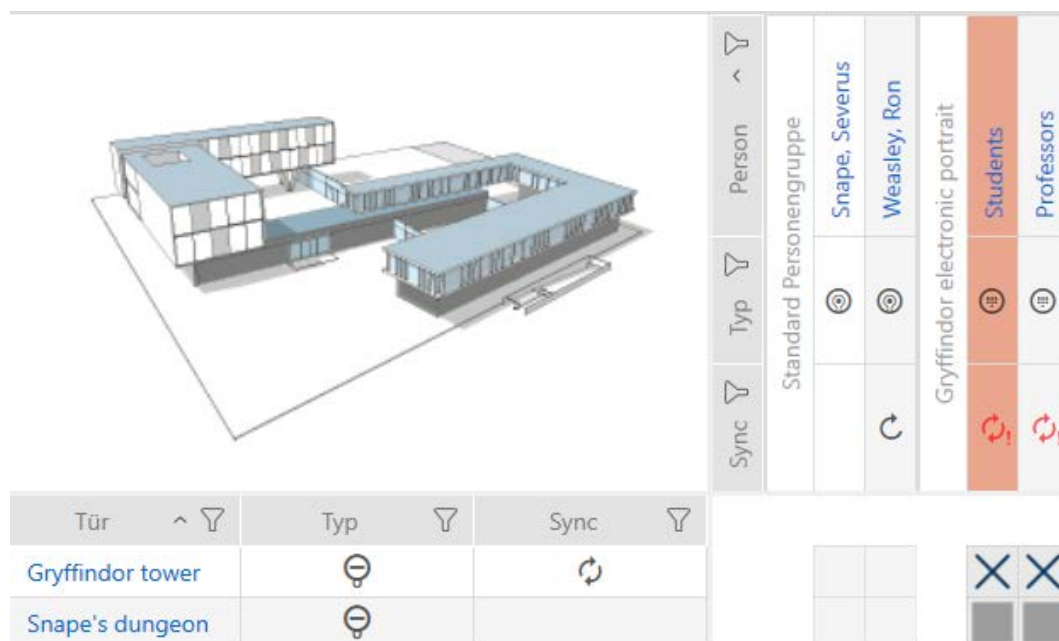 Person
Typ
Sync
Standard Personengruppe
Snape, Severus
Weasley, Ron
Gryffindor electronic portrait
Students
Professors
Tür
Typ
Sync
Gryffindor tower
Snape's dungeon